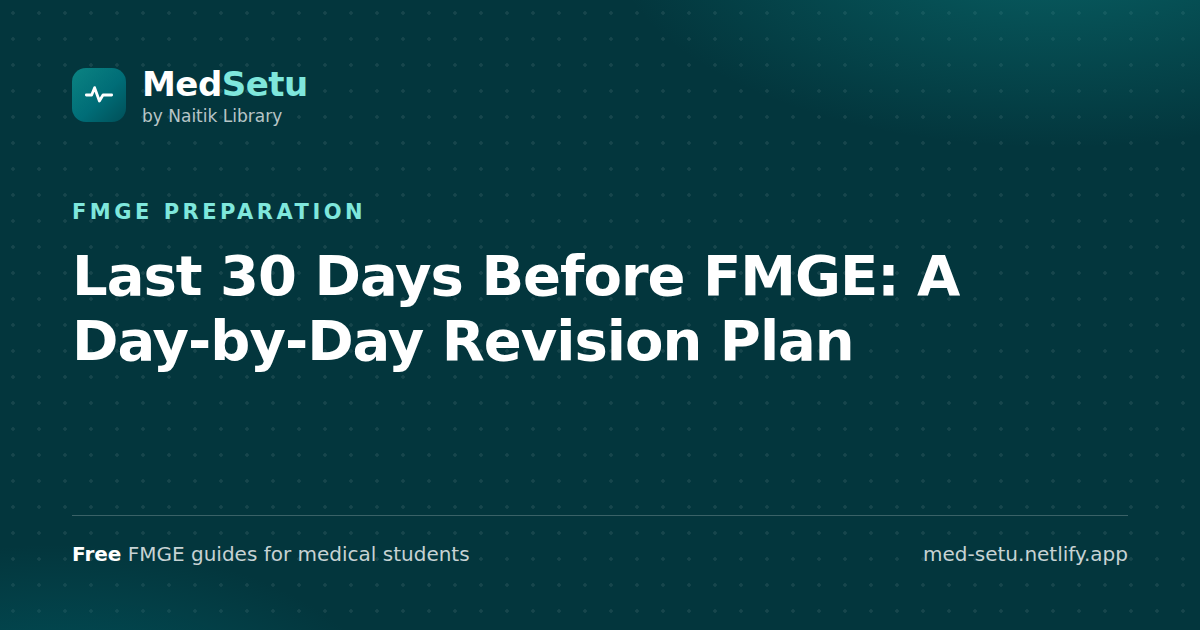 MedSetu
by Naitik Library
FMGE PREPARATION
Last 30 Days Before FMGE: A
Day-by-Day Revision Plan
Free FMGE guides for medical students
med-setu.netlify.app